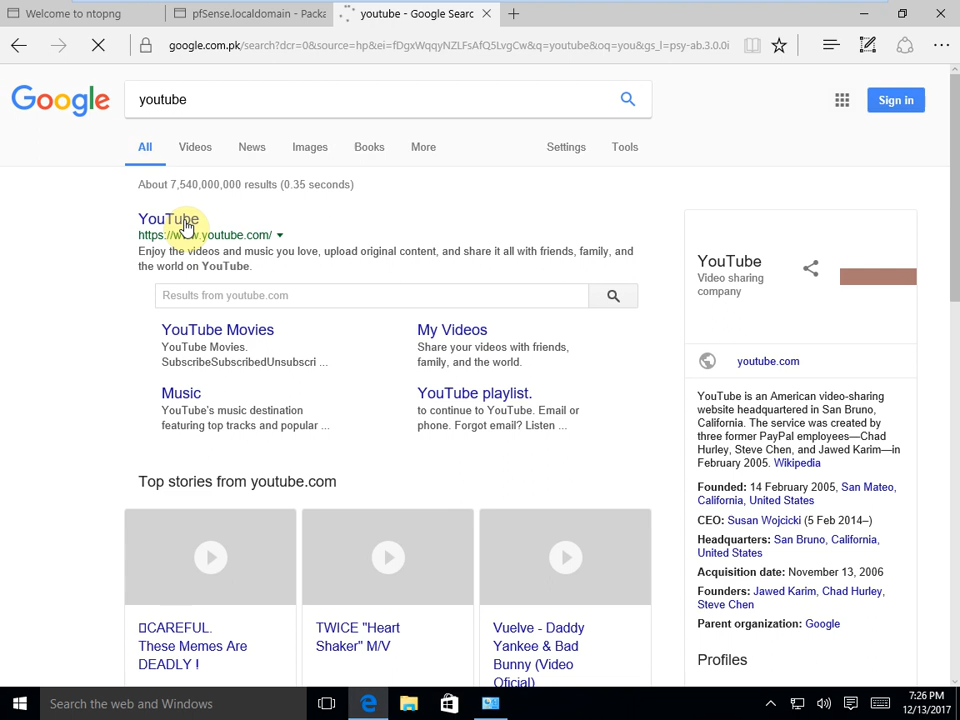 Welcome to ntopng
pfSense.localdomain - Packa
youtube - Google Searc
google.com.pk/search?dcr=0&source=hp&ei=fDgxWqqyNZLFsAfQ5LvgCw&q=youtube&oq=you&gs_l=psy-ab.3.0.0i
Google
youtube
Sign in
All
Videos
News
Images
Books
More
Settings
Tools
About 7,540,000,000 results (0.35 seconds)
YouTube
https://www.youtube.com/
Enjoy the videos and music you love, upload original content, and share it all with friends, family, and
the world on YouTube.
Results from youtube.com
YouTube Movies
YouTube Movies.
SubscribeSubscribedUnsubscri ...
My Videos
Share your videos with friends,
family, and the world.
Music
YouTube's music destination
featuring top tracks and popular ...
YouTube playlist.
to continue to YouTube. Email or
phone. Forgot email? Listen ...
Top stories from youtube.com
CAREFUL.
These Memes Are
DEADLY !
TWICE "Heart
Shaker" M/V
Vuelve - Daddy
Yankee & Bad
Bunny (Video
Oficial)
YouTube
Video sharing
company
youtube.com
YouTube is an American video-sharing
website headquartered in San Bruno,
California. The service was created by
three former PayPal employees—Chad
Hurley, Steve Chen, and Jawed Karim—in
February 2005. Wikipedia
Founded: 14 February 2005, San Mateo,
California, United States
CEO: Susan Wojcicki (5 Feb 2014–)
Headquarters: San Bruno, California,
United States
Acquisition date: November 13, 2006
Founders: Jawed Karim, Chad Hurley,
Steve Chen
Parent organization: Google
Profiles
Search the web and Windows
7:26 PM
12/13/2017